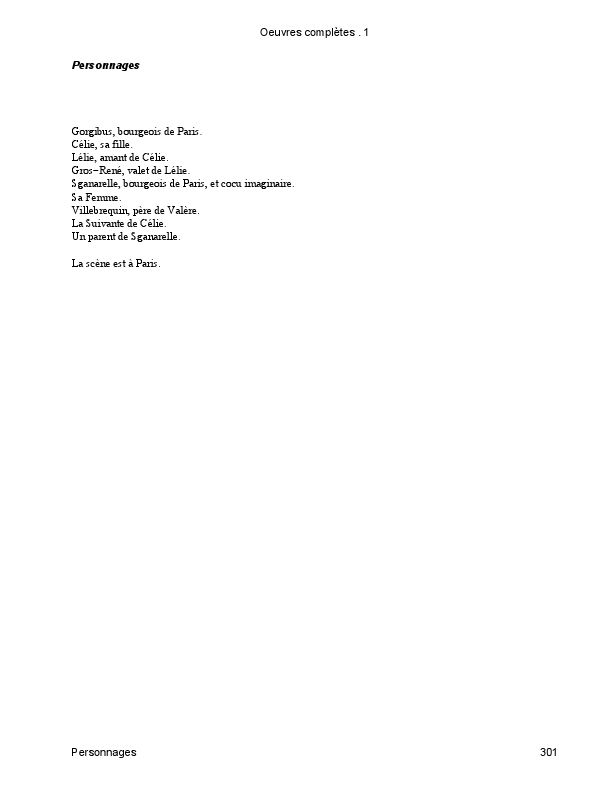 Oeuvres complètes . 1
Personnages
Gorgibus, bourgeois de Paris.
Célie, sa fille.
Lélie, amant de Célie.
Gros−René, valet de Lélie.
Sganarelle, bourgeois de Paris, et cocu imaginaire.
Sa Femme.
Villebrequin, père de Valère.
La Suivante de Célie.
Un parent de Sganarelle.
La scène est à Paris.
Personnages 301